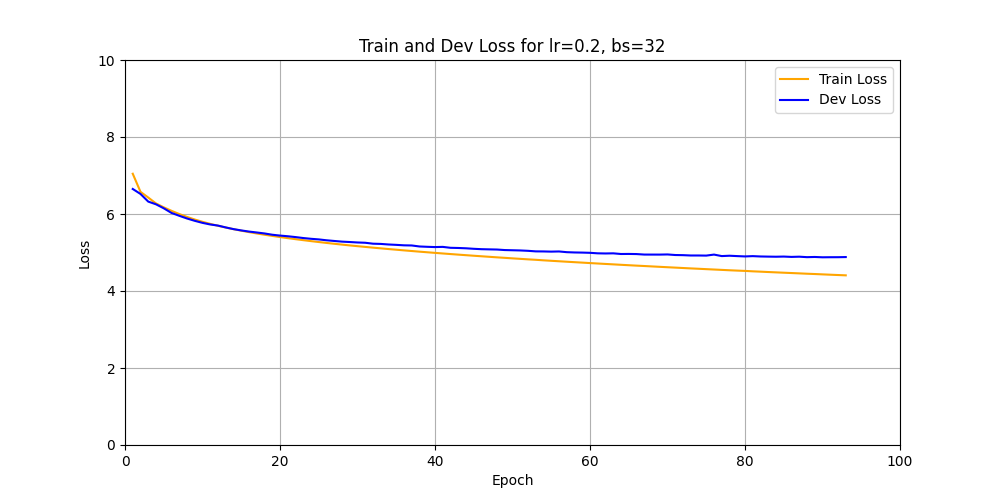 Train and Dev Loss for lr=0.2, bs=32
Train Loss
Dev Loss
Loss
10
8
6
4
2
0
0 20 40 60 80 100
Epoch